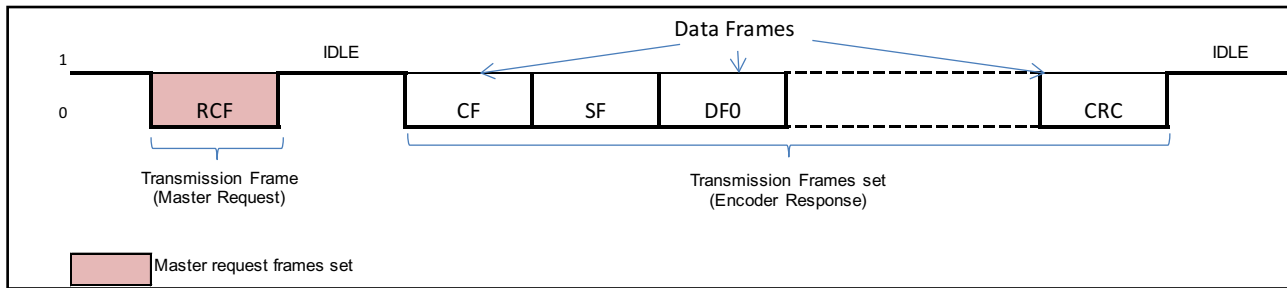 Data Frames
IDLE
IDLE
1
0
RCF
CF
SF
DF0
CRC
Transmission Frame
(Master Request)
Transmission Frames set
(Encoder Response)
Master request frames set